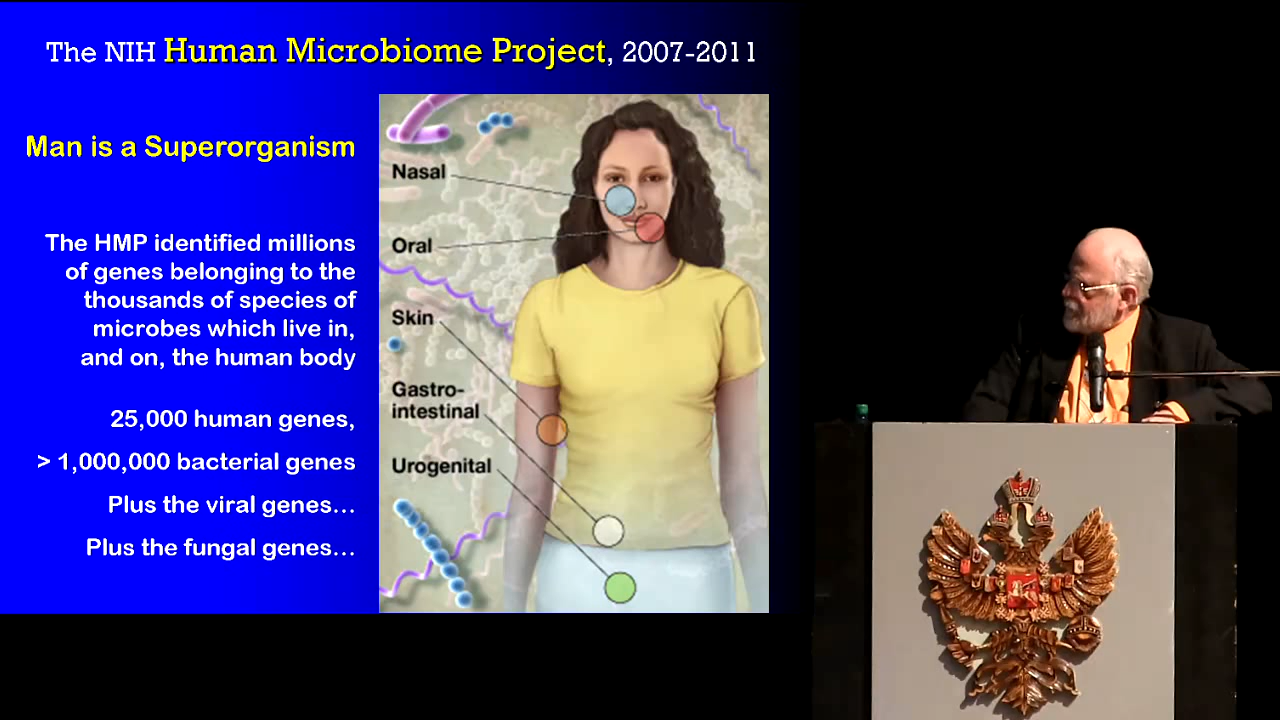 The NIH Human Microbiome Project, 2007-2011
Man is a Superorganism
The HMP identified millions
of genes belonging to the
thousands of species of
microbes which live in,
and on, the human body
25,000 human genes,
> 1,000,000 bacterial genes
Plus the viral genes...
Plus the fungal genes...
Nasal
Oral
Skin
Gastro-
intestinal
Urogenital